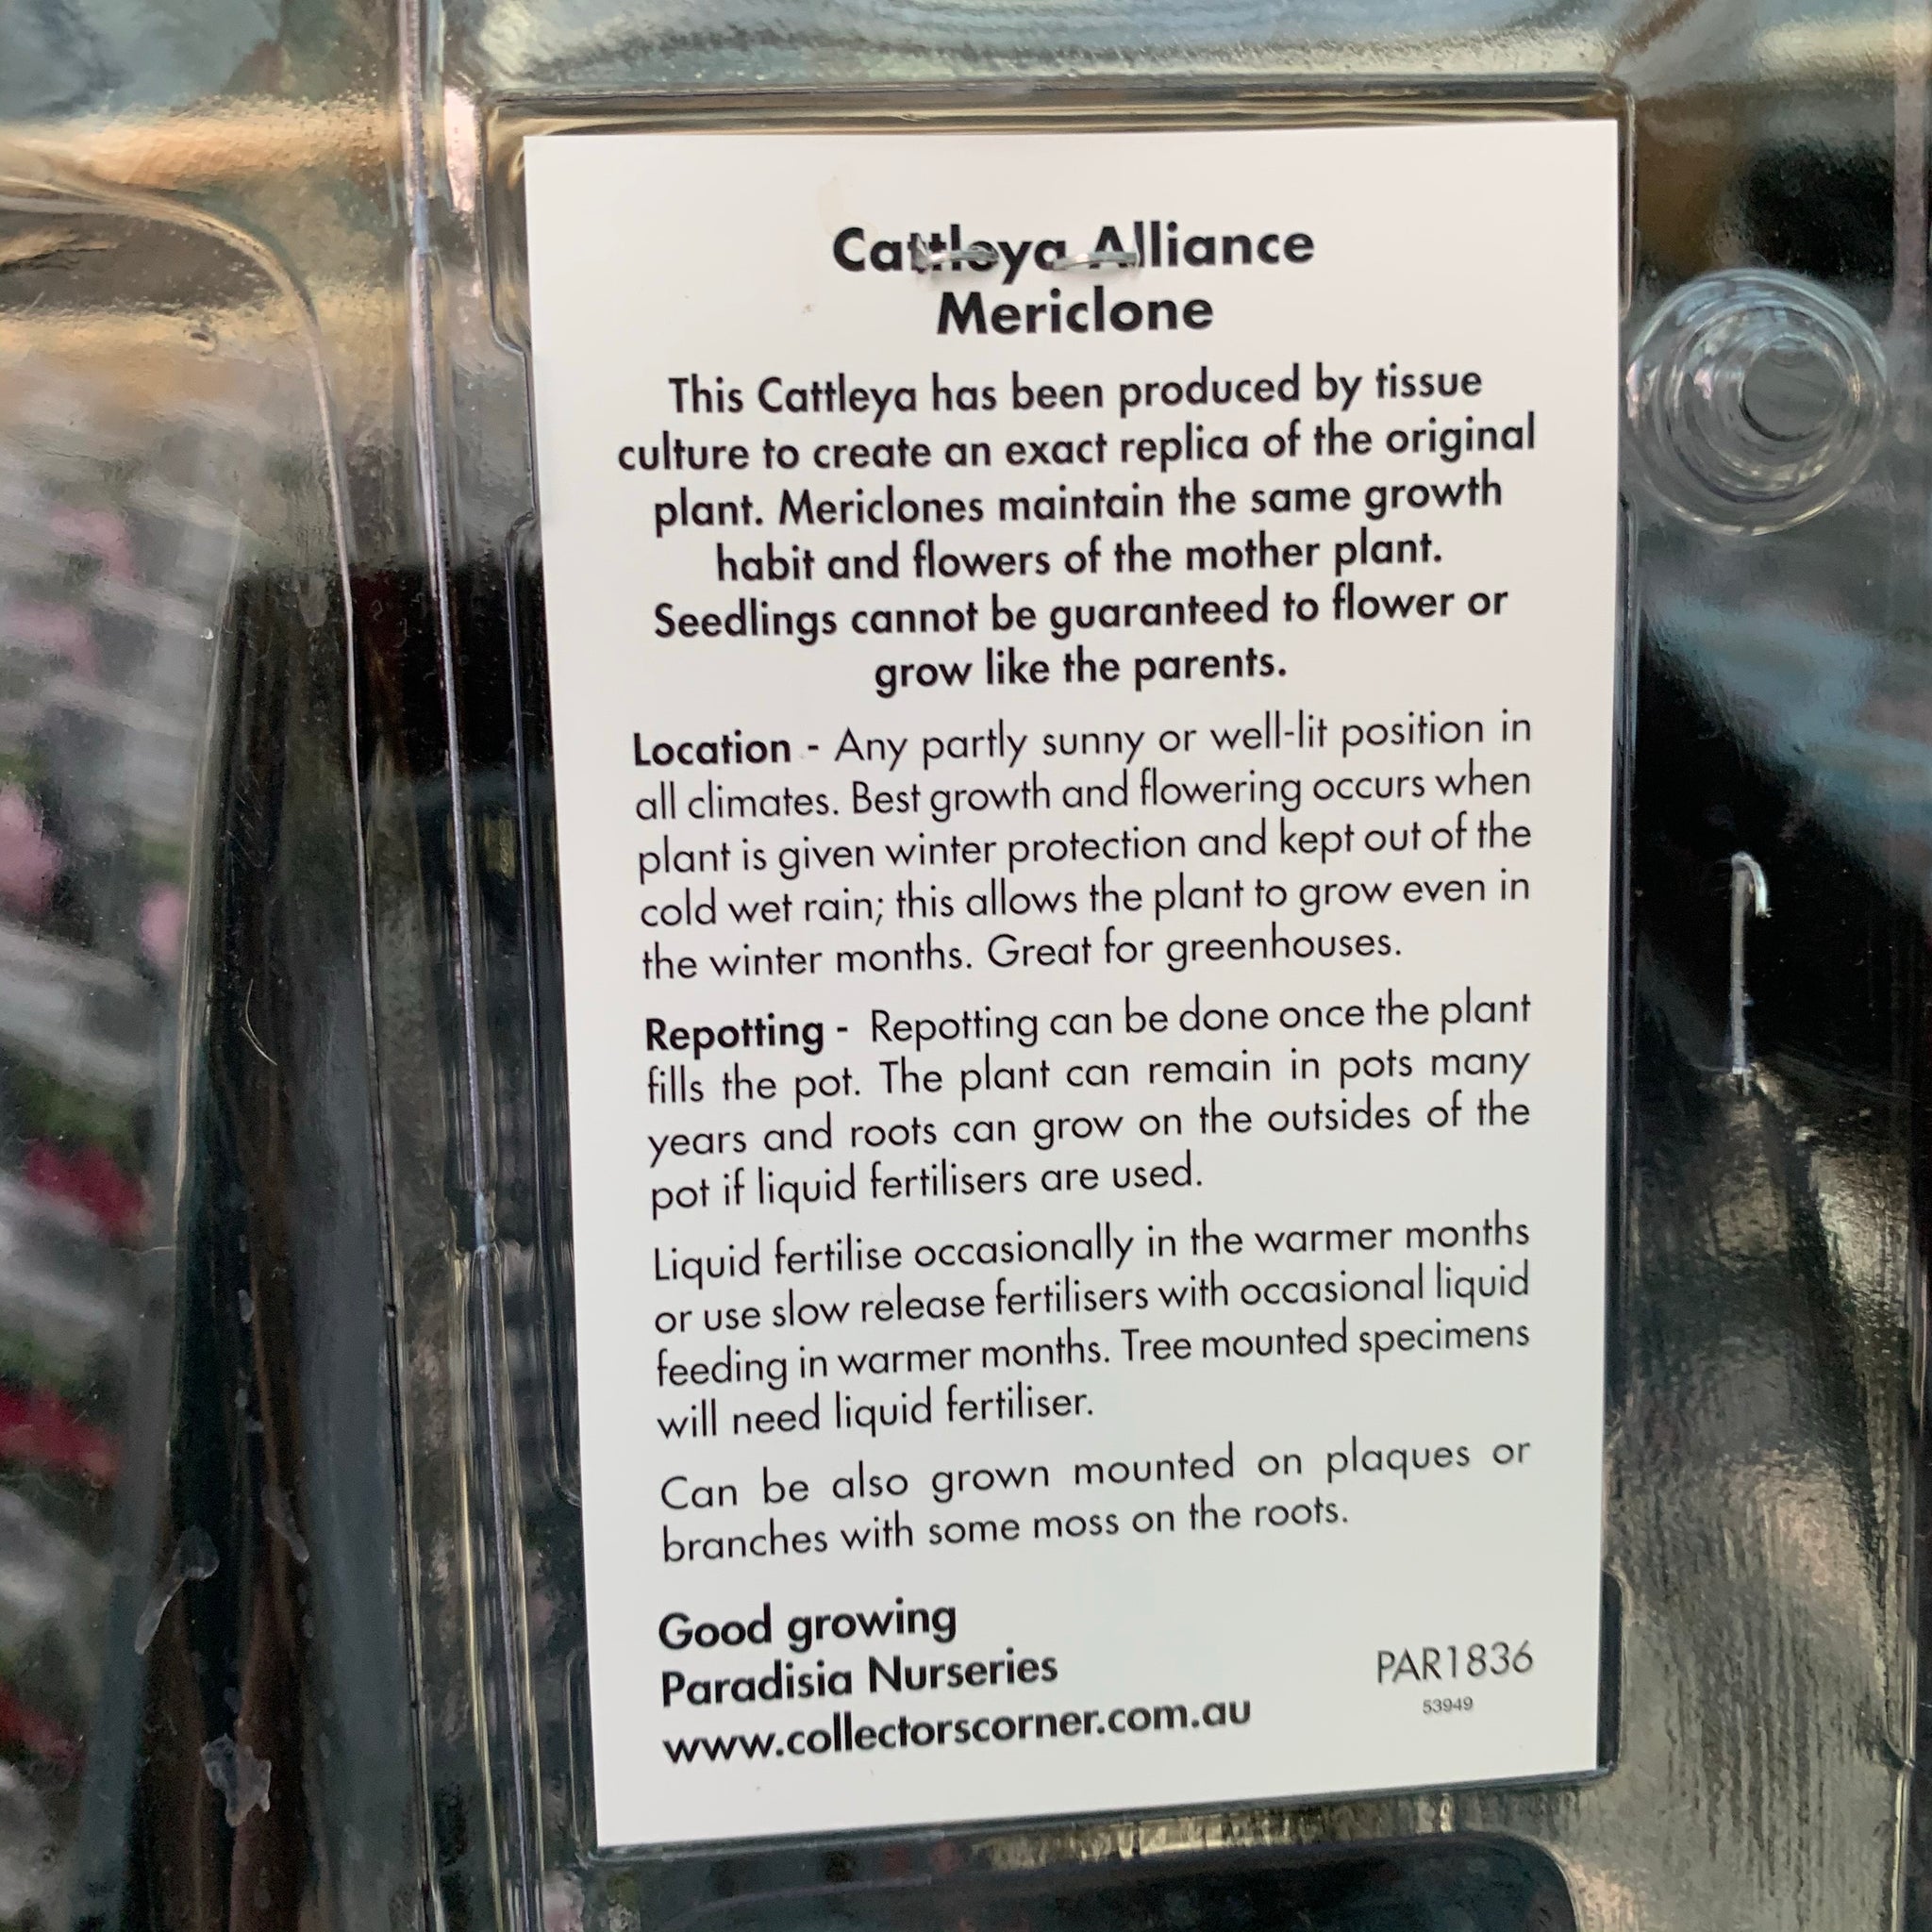 Cattleya Alliance
Mericlone
This Cattleya has been produced by tissue
culture to create an exact replica of the original
plant. Mericlones maintain the same growth
habit and flowers of the mother plant.
Seedlings cannot be guaranteed to flower or
grow like the parents.
Location - Any partly sunny or well-lit position in
all climates. Best growth and flowering occurs when
plant is given winter protection and kept out of the
cold wet rain; this allows the plant to grow even in
the winter months. Great for greenhouses.
Repotting - Repotting can be done once the plant
fills the pot. The plant can remain in pots many
years and roots can grow on the outsides of the
pot if liquid fertilisers are used.
Liquid fertilise occasionally in the warmer months
or use slow release fertilisers with occasional liquid
feeding in warmer months. Tree mounted specimens
will need liquid fertiliser.
Can be also grown mounted on plaques or
branches with some moss on the roots.
Good growing
Paradisia Nurseries
www.collectorscorner.com.au
PAR1836
53949